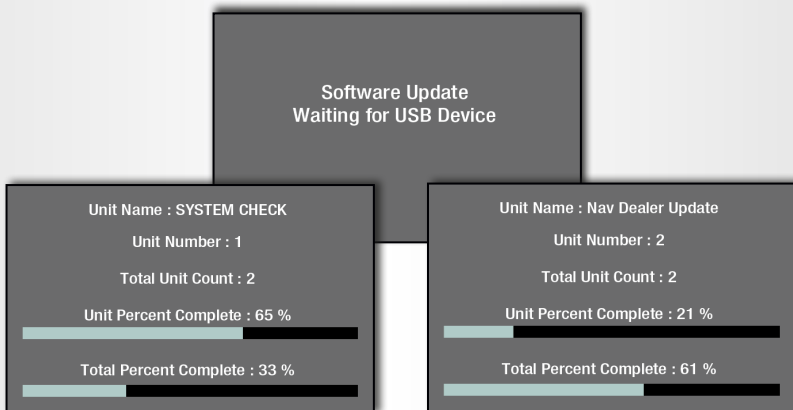 Software Update
Waiting for USB Device
Unit Name : SYSTEM CHECK
Unit Number : 1
Total Unit Count : 2
Unit Percent Complete : 65 %
Total Percent Complete : 33 %
Unit Name : Nav Dealer Update
Unit Number : 2
Total Unit Count : 2
Unit Percent Complete : 21 %
Total Percent Complete : 61 %